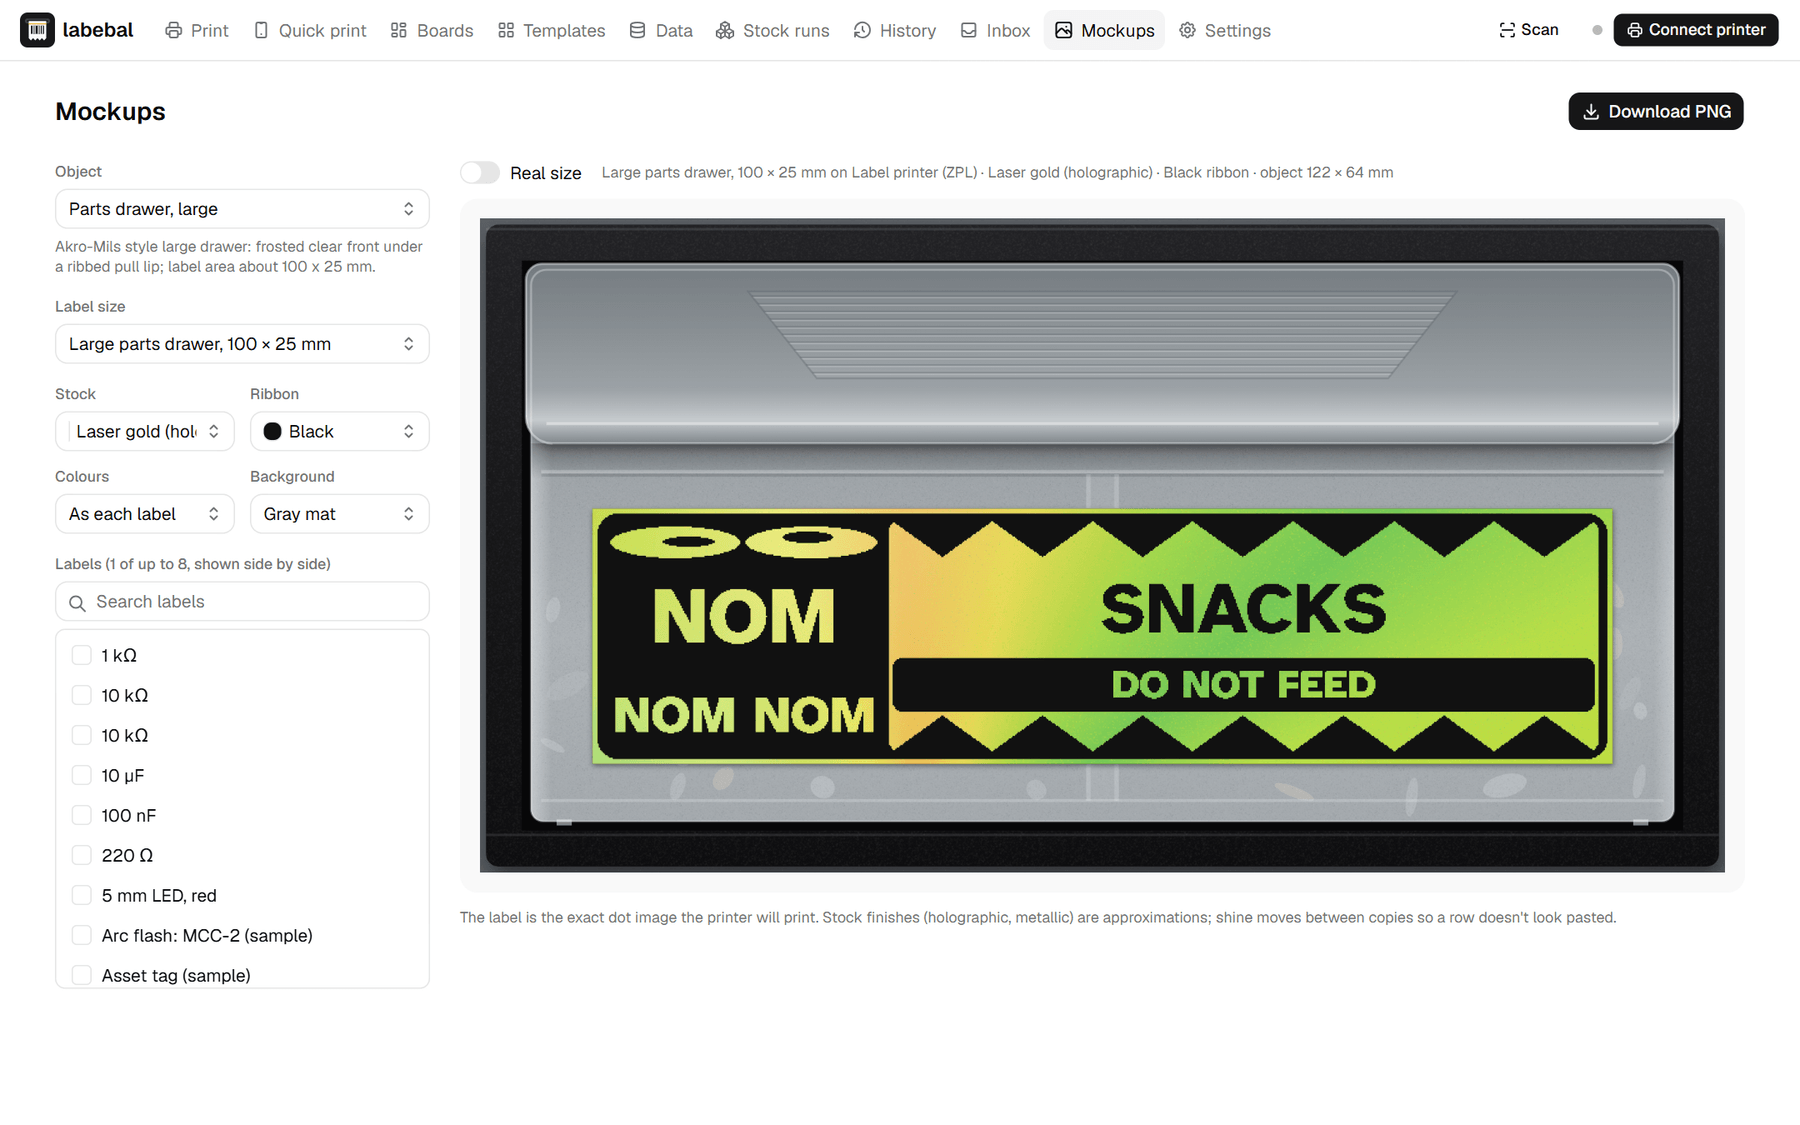 labebal
Print
Quick print
Boards
Templates
Data
Stock runs
History
Inbox
Mockups
Settings
Scan
Connect printer
Mockups
Download PNG
Object
Parts drawer, large
Akro-Mils style large drawer: frosted clear front under
a ribbed pull lip; label area about 100 x 25 mm.
Label size
Large parts drawer, 100 × 25 mm
Stock
Ribbon
Laser gold (hol
Black
Colours
Background
As each label
Gray mat
Labels (1 of up to 8, shown side by side)
Search labels
1 kΩ
10 kΩ
10 kΩ
10 µF
100 nF
220 Ω
5 mm LED, red
Arc flash: MCC-2 (sample)
Asset tag (sample)
Real size
Large parts drawer, 100 × 25 mm on Label printer (ZPL) · Laser gold (holographic) · Black ribbon · object 122 × 64 mm
NOM
NOM NOM
SNACKS
DO NOT FEED
The label is the exact dot image the printer will print. Stock finishes (holographic, metallic) are approximations; shine moves between copies so a row doesn't look pasted.